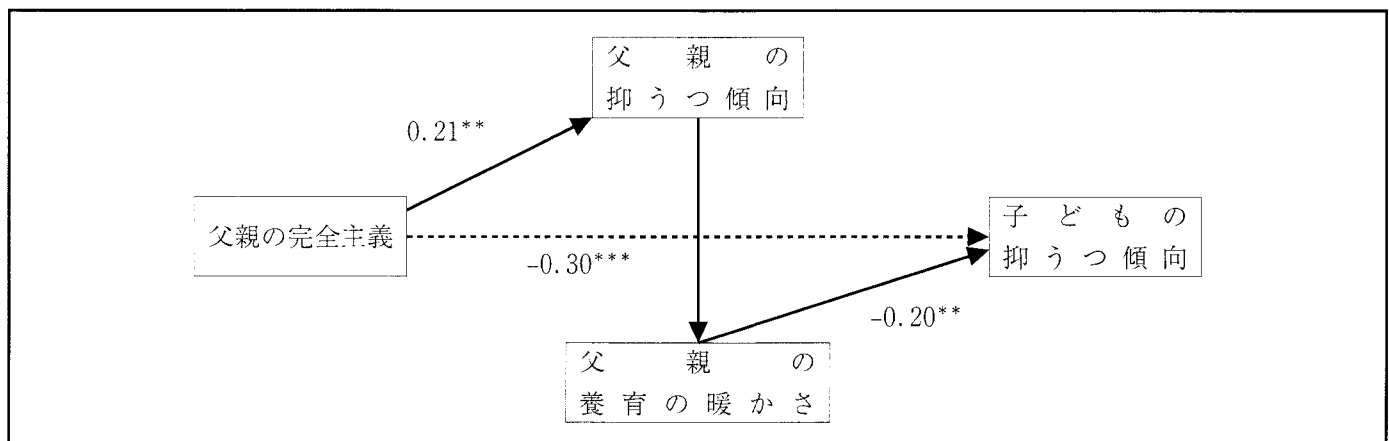 父親の
抑うつ傾向
0.21**
父親の完全主義
-0.30***
子どもの
抑うつ傾向
-0.20**
父親の
養育の暖かさ